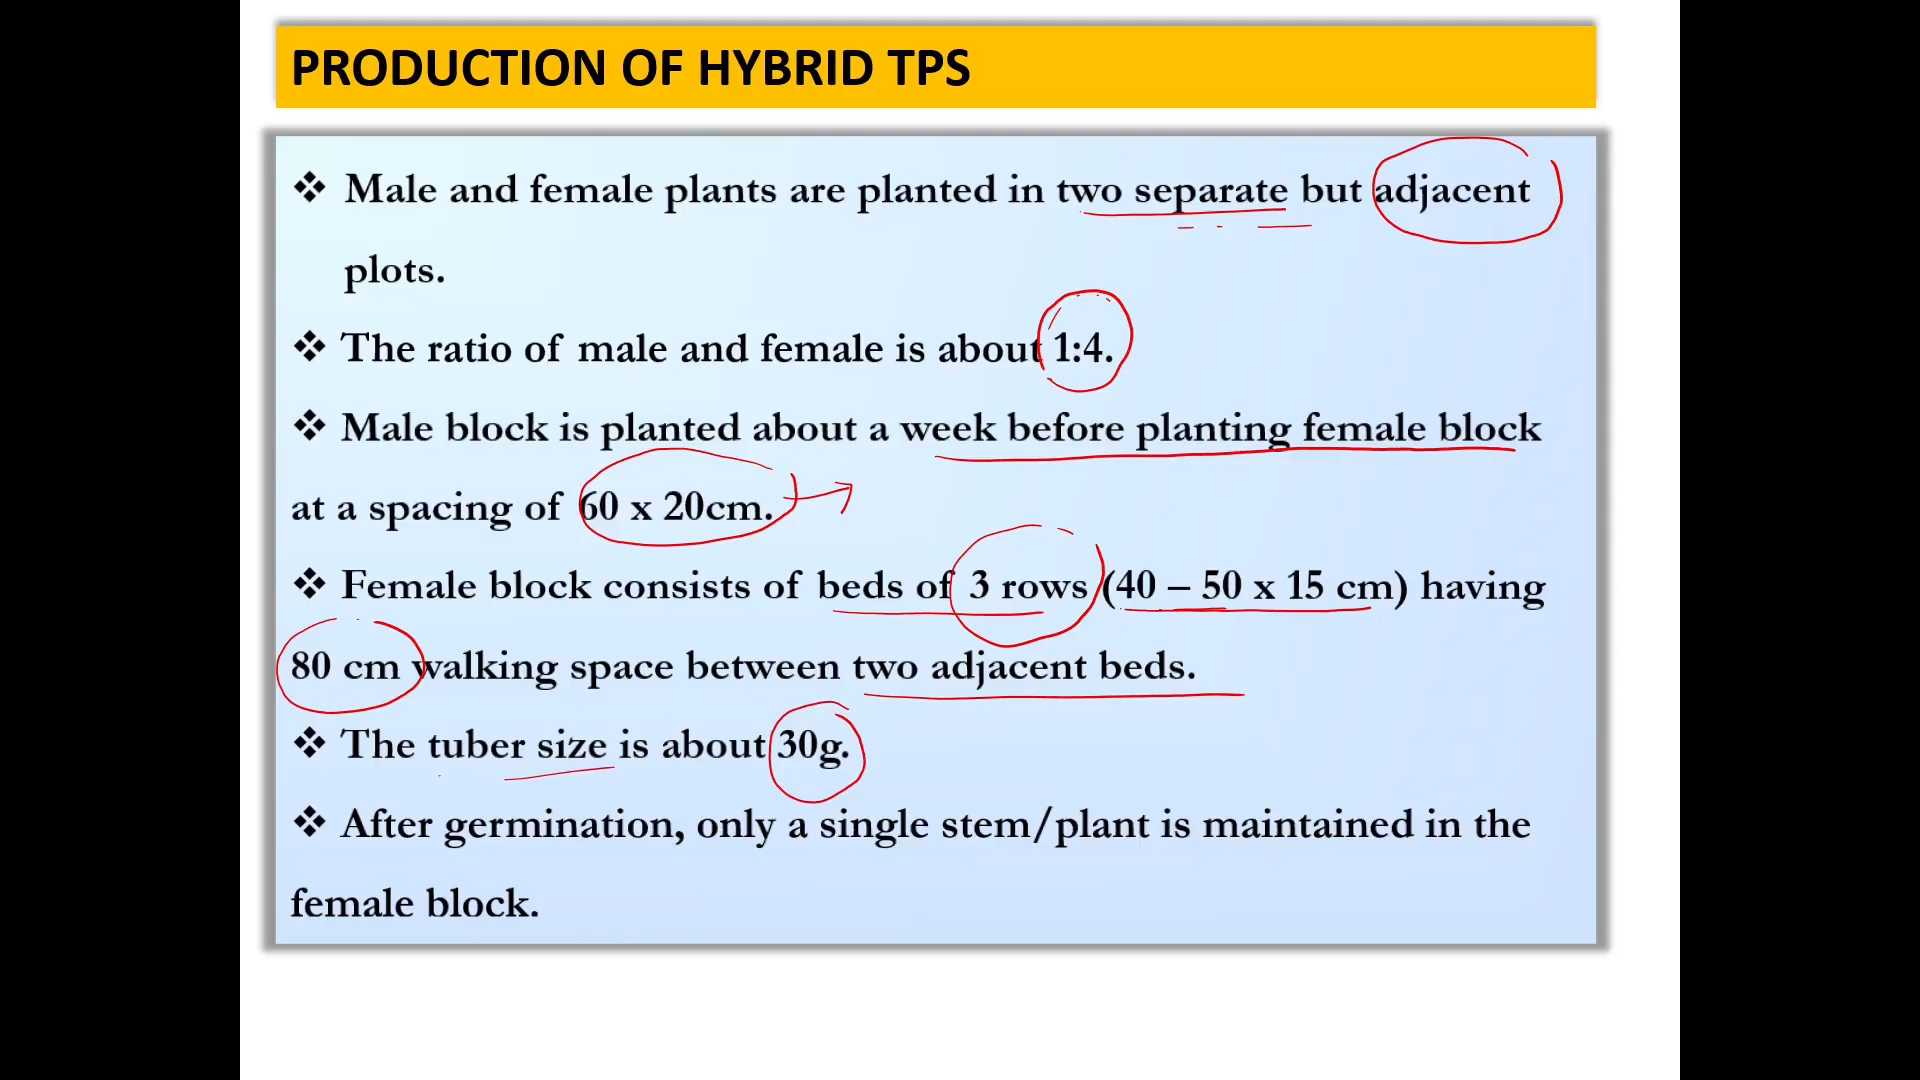 PRODUCTION OF HYBRID TPS
❖ Male and female plants are planted in two separate but adjacent
plots.
❖ The ratio of male and female is about 1:4.
❖ Male block is planted about a week before planting female block
at a spacing of 60 x 20cm.
❖ Female block consists of beds of 3 rows (40 – 50 x 15 cm) having
80 cm walking space between two adjacent beds.
❖ The tuber size is about 30g.
❖ After germination, only a single stem/plant is maintained in the
female block.